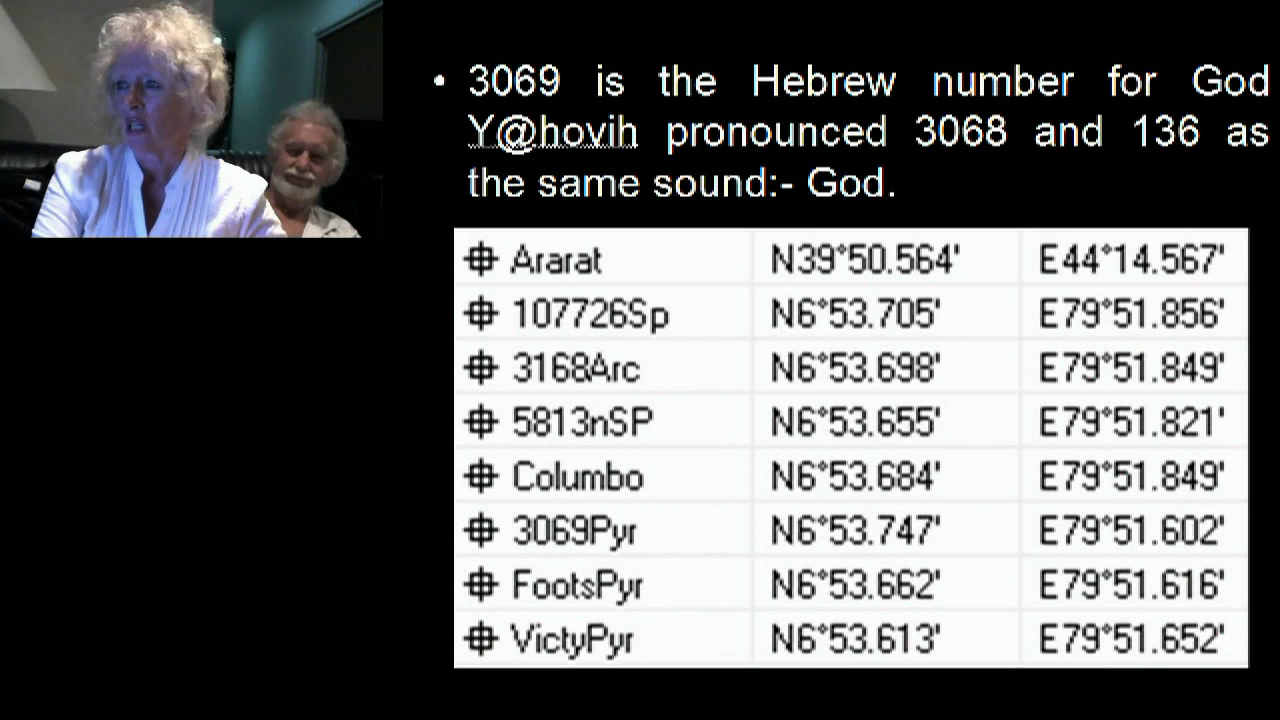 • 3069 is the Hebrew number for God
Y@hovih pronounced 3068 and 136 as
the same sound:- God.
Ararat N39°50.564' E44°14.567'
107726Sp N6°53.705' E79°51.856'
3168Arc N6°53.698' E79°51.849'
5813nSP N6°53.655' E79°51.821'
Columbo N6°53.684' E79°51.849'
3069Pyr N6°53.747' E79°51.602'
FootsPyr N6°53.662' E79°51.616'
VictyPyr N6°53.613' E79°51.652'